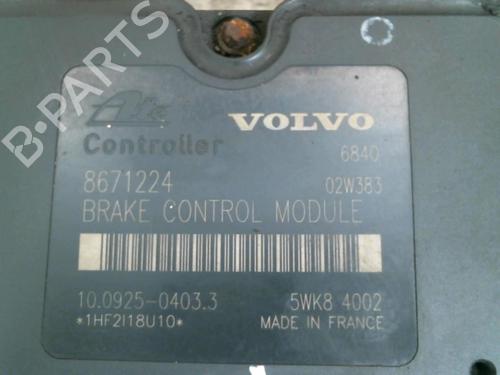 Ate VOLVO
Controller 6840
8671224 02W383
BRAKE CONTROL MODULE
10.0925-0403.3 5WK8 4002
*1HF2I18U10* MADE IN FRANCE
B-PARTS